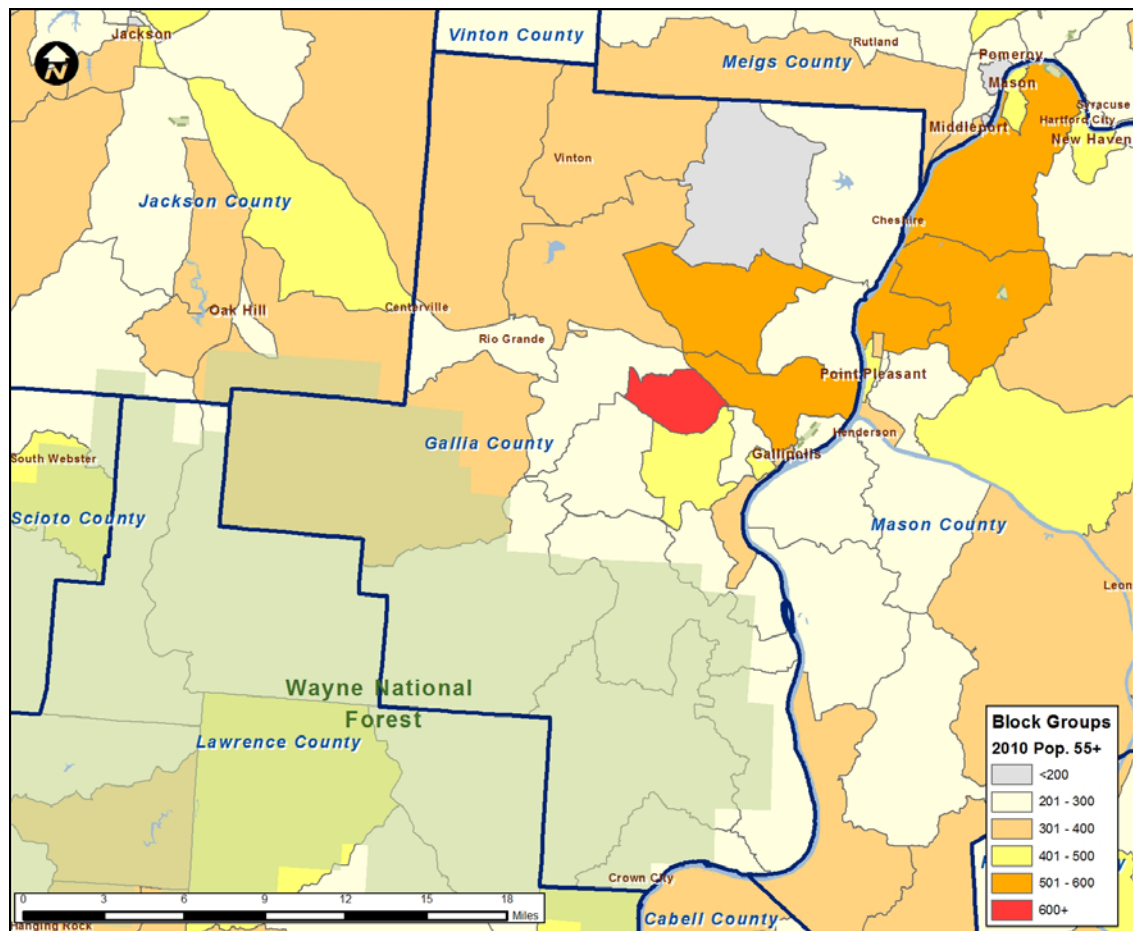 Jackson
Vinton County
Rutland
Pomeroy
Meigs County
Mason
Syracuse
Hartford City
Middleport
New Haven
N
Vinton
Jackson County
Cheshire
Centerville
Oak Hill
Rio Grande
Point Pleasant
Gallia County
Henderson
Gallipolis
South Webster
Scioto County
Mason County
Leon
Wayne National
Forest
Lawrence County
Crown City
Cabell County
Hanging Rock
0 3 6 9 12 15 18
Miles
Block Groups
2010 Pop. 55+
<200
201 - 300
301 - 400
401 - 500
501 - 600
600+